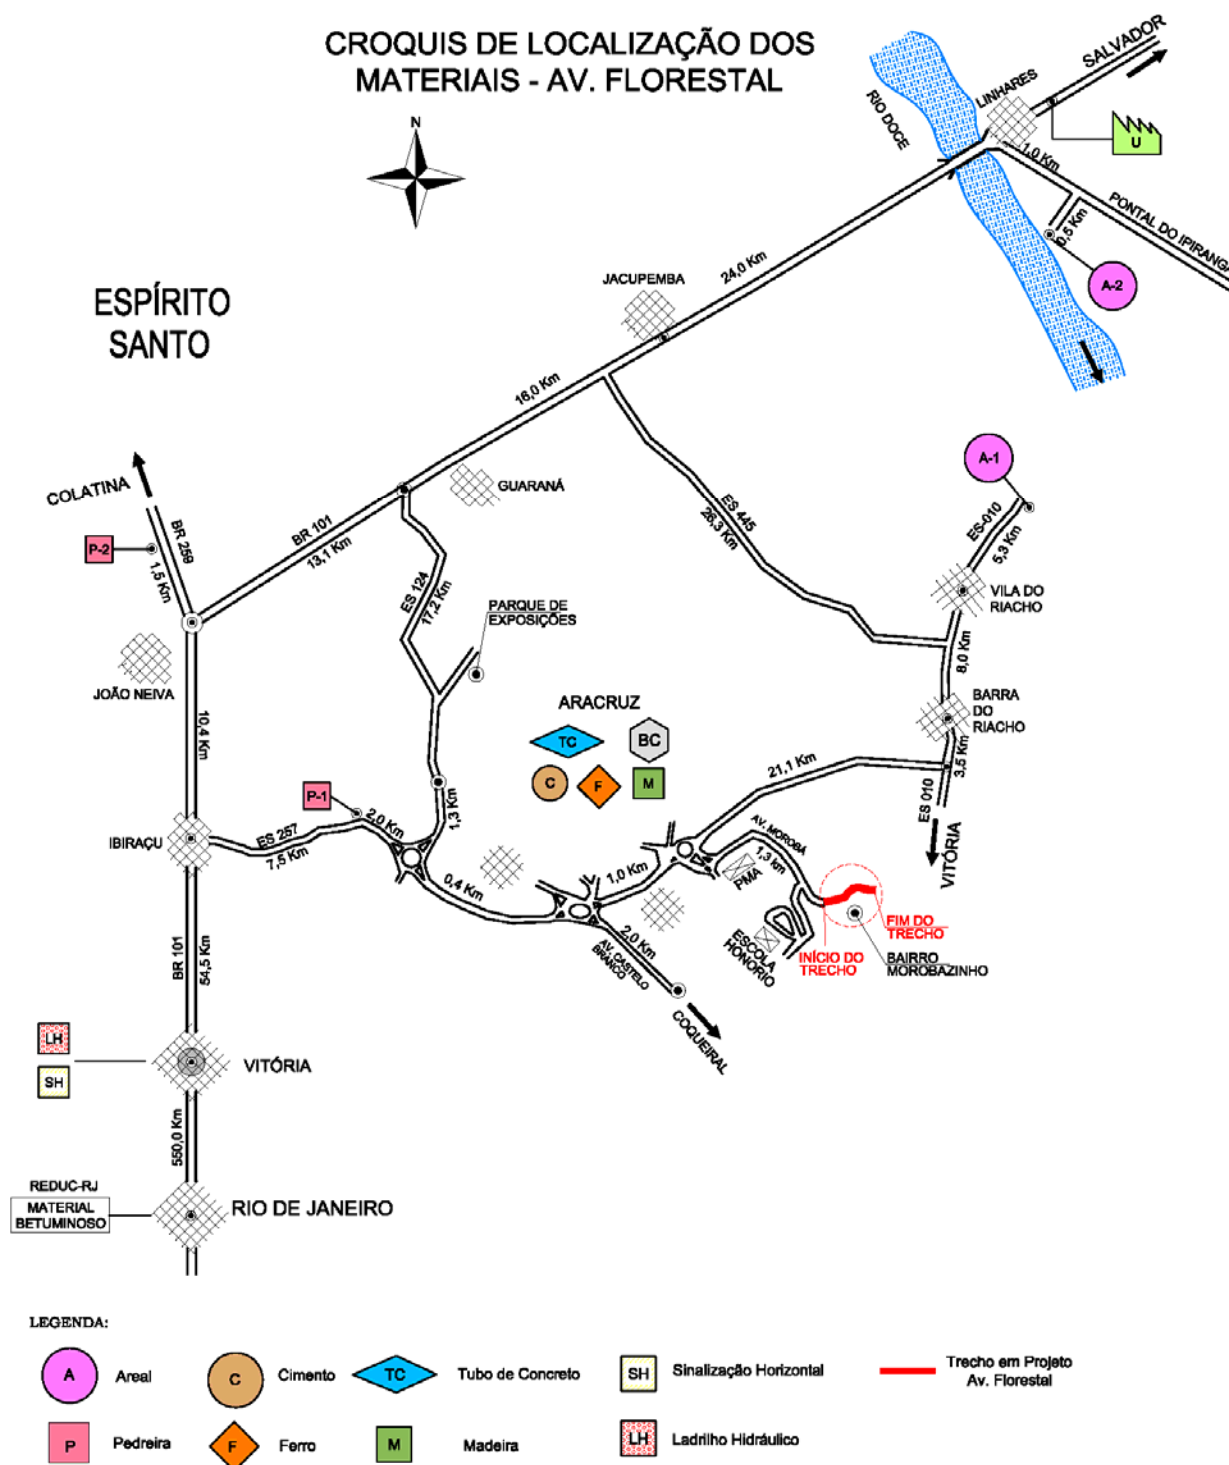 CROQUIS DE LOCALIZAÇÃO DOS
MATERIAIS - AV. FLORESTAL
N
SALVADOR
LINHARES
RIO DOCE
U
1,0 Km
PONTAL DO IPIRANGA
0,5 Km
A-2
24,0 Km
JACUPEMBA
ESPÍRITO
SANTO
16,0 Km
A-1
COLATINA
GUARANÁ
BR 259
BR 101
13,1 Km
ES 445
26,3 Km
ES-010
5,3 Km
P-2
1,5 Km
ES 124
17,2 Km
VILA DO
RIACHO
PARQUE DE
EXPOSIÇÕES
8,0 Km
JOÃO NEIVA
ARACRUZ
BARRA
DO
RIACHO
10,4 Km
TC
BC
3,5 Km
21,1 Km
C
F
M
P-1
1,3 Km
2,0 Km
ES 010
IBIRAÇU
ES 257
7,5 Km
AV. MOROBÁ
1,3 km
VITÓRIA
PMA
0,4 Km
1,0 Km
FIM DO
TRECHO
ESCOLA
HONÓRIO
INÍCIO DO
TRECHO
BAIRRO
MOROBAZINHO
2,0 Km
AV. CASTELO
BRANCO
BR 101
54,5 Km
COQUEIRAL
LH
SH
VITÓRIA
550,0 Km
REDUC-RJ
MATERIAL
BETUMINOSO
RIO DE JANEIRO
LEGENDA:
A
Areal
C
Cimento
TC
Tubo de Concreto
SH
Sinalização Horizontal
Trecho em Projeto
Av. Florestal
P
Pedreira
F
Ferro
M
Madeira
LH
Ladrilho Hidráulico